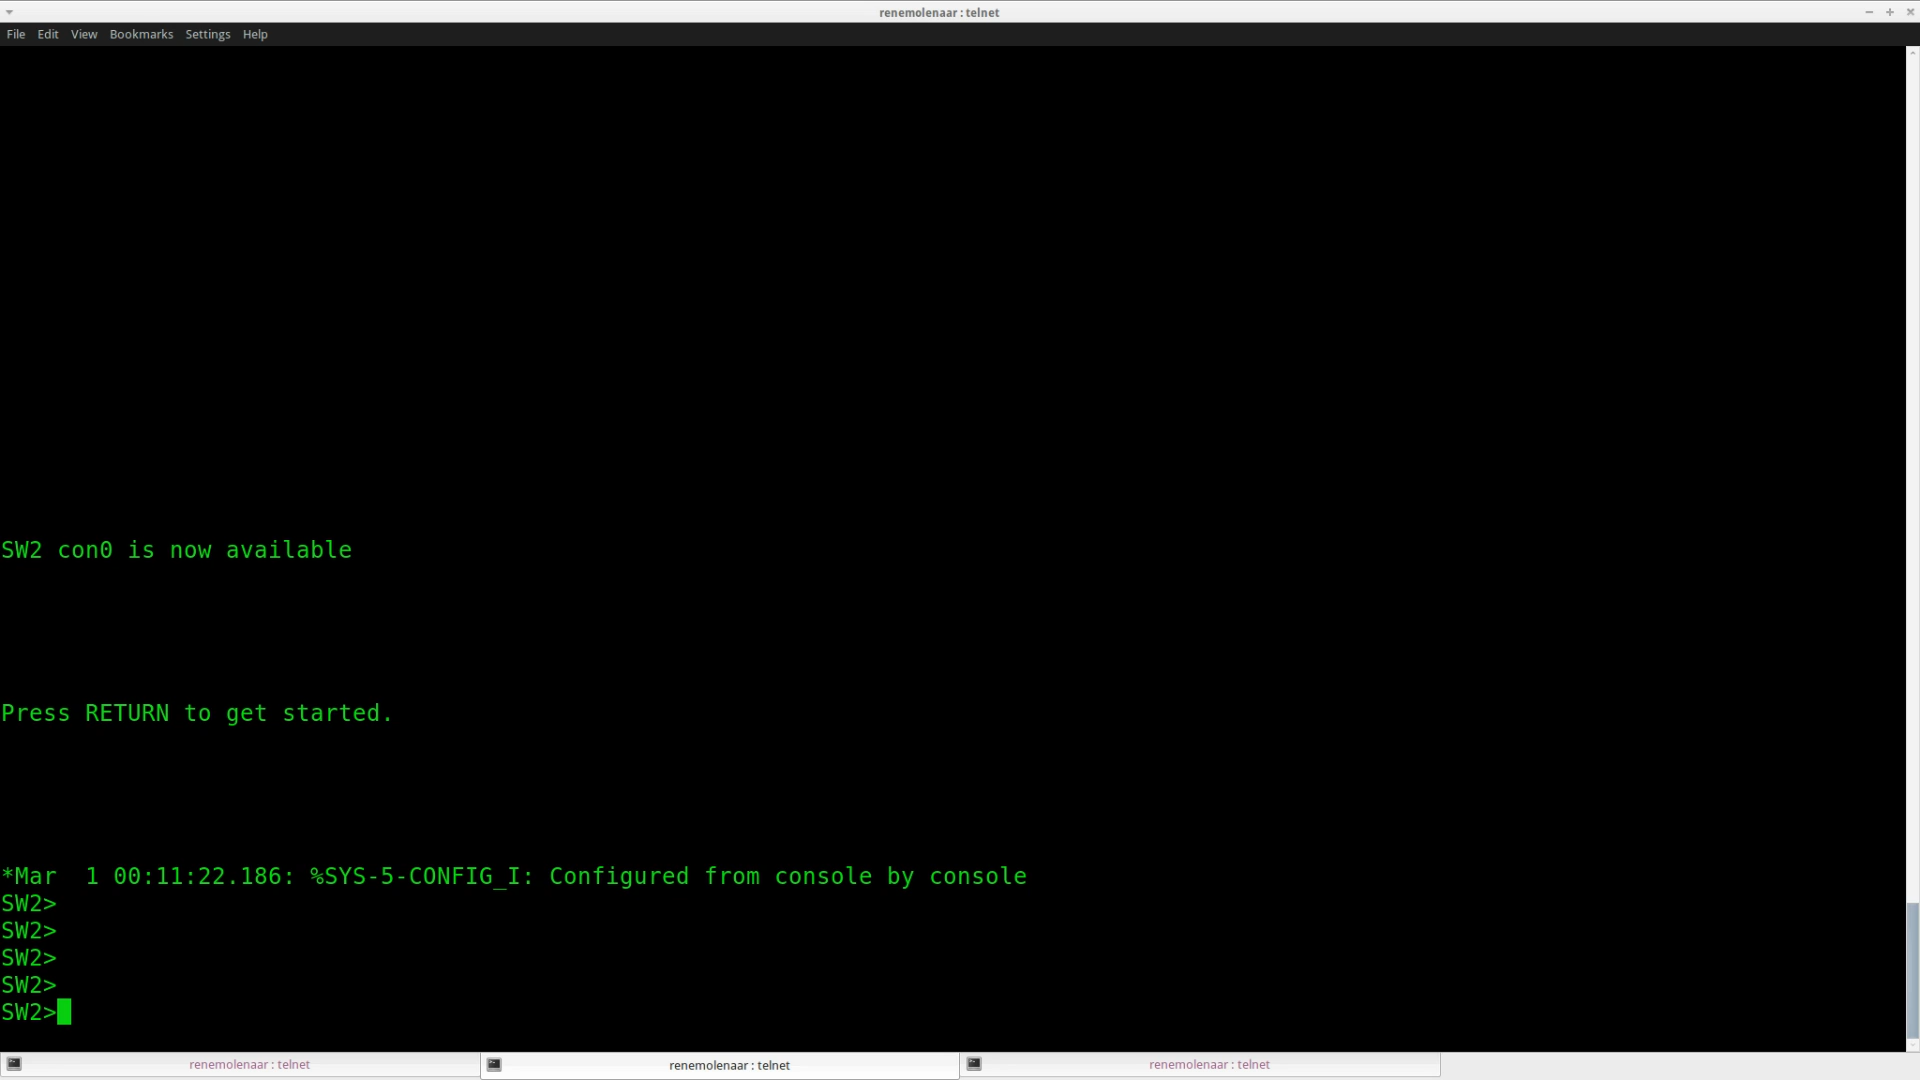 renemolenaar : telnet
File Edit View Bookmarks Settings Help
SW2 con0 is now available
Press RETURN to get started.
*Mar  1 00:11:22.186: %SYS-5-CONFIG_I: Configured from console by console
SW2>
SW2>
SW2>
SW2>
SW2>
renemolenaar : telnet renemolenaar : telnet renemolenaar : telnet